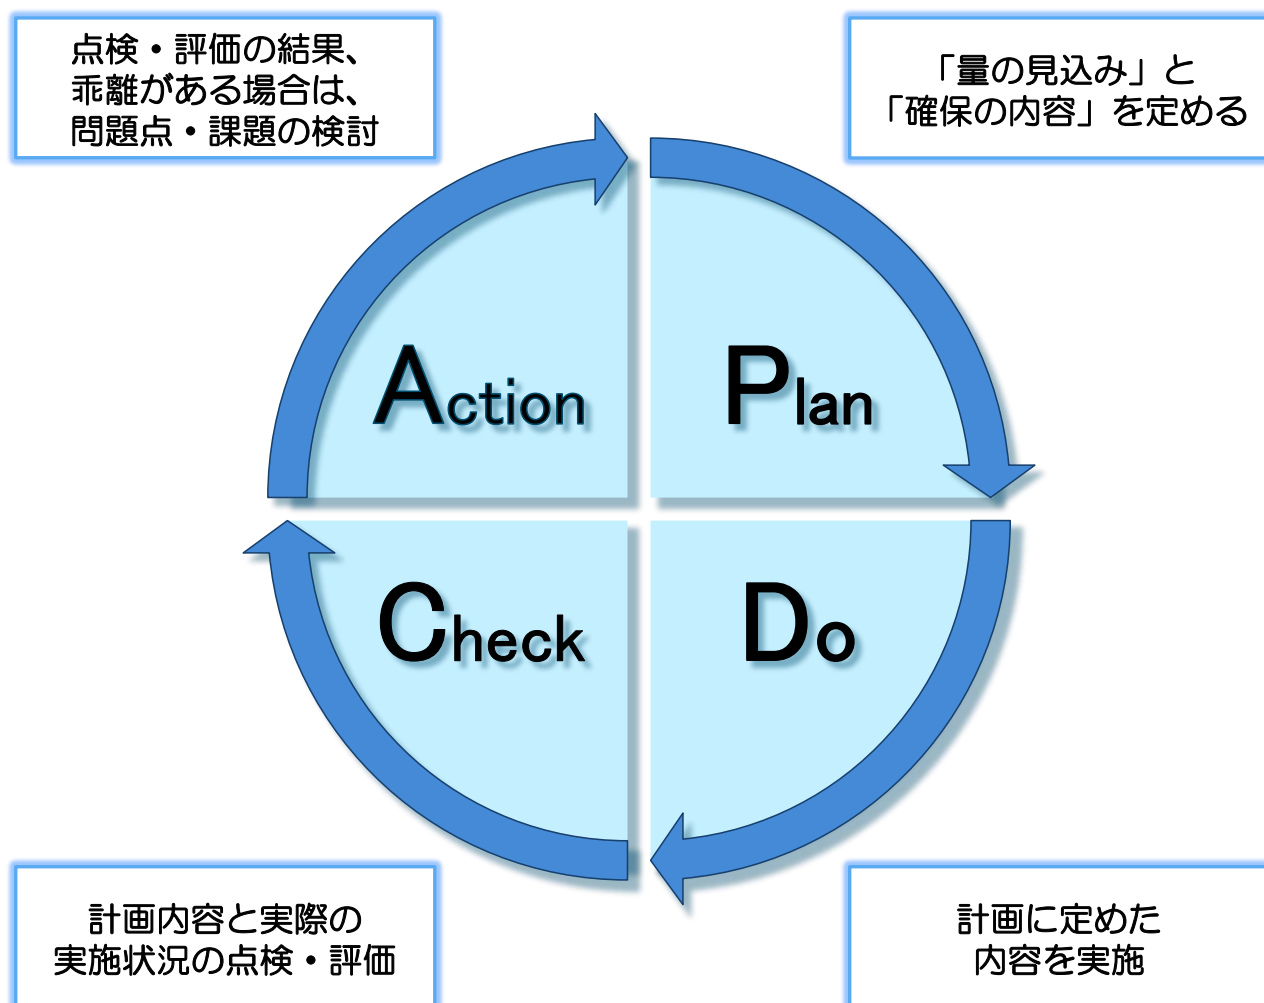 点検・評価の結果、
乖離がある場合は、
問題点・課題の検討
「量の見込み」と
「確保の内容」を定める
Action
Plan
Check
Do
計画内容と実際の
実施状況の点検・評価
計画に定めた
内容を実施